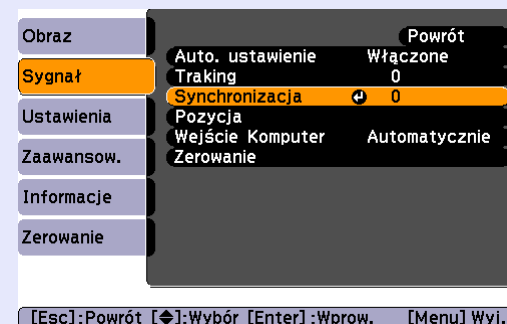 Obraz
Sygnał
Ustawienia
Zaawansow.
Informacje
Zerowanie
Powrót
Auto. ustawienie Włączone
Traking 0
Synchronizacja 0
Pozycja
Wejście Komputer Automatycznie
Zerowanie
[Esc]:Powrót [◆]:Wybór [Enter]:Wprow. [Menu] Wyj.